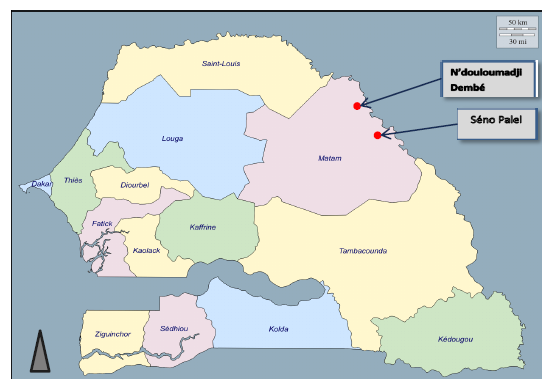 50 km
30 mi
Saint-Louis
N'douloumadji
Dembé
Séno Palel
Louga
Matam
Dakar
Thiès
Diourbel
Fatick
Kaffrine
Kaolack
Tambacounda
Ziguinchor
Sédhiou
Kolda
Kédougou